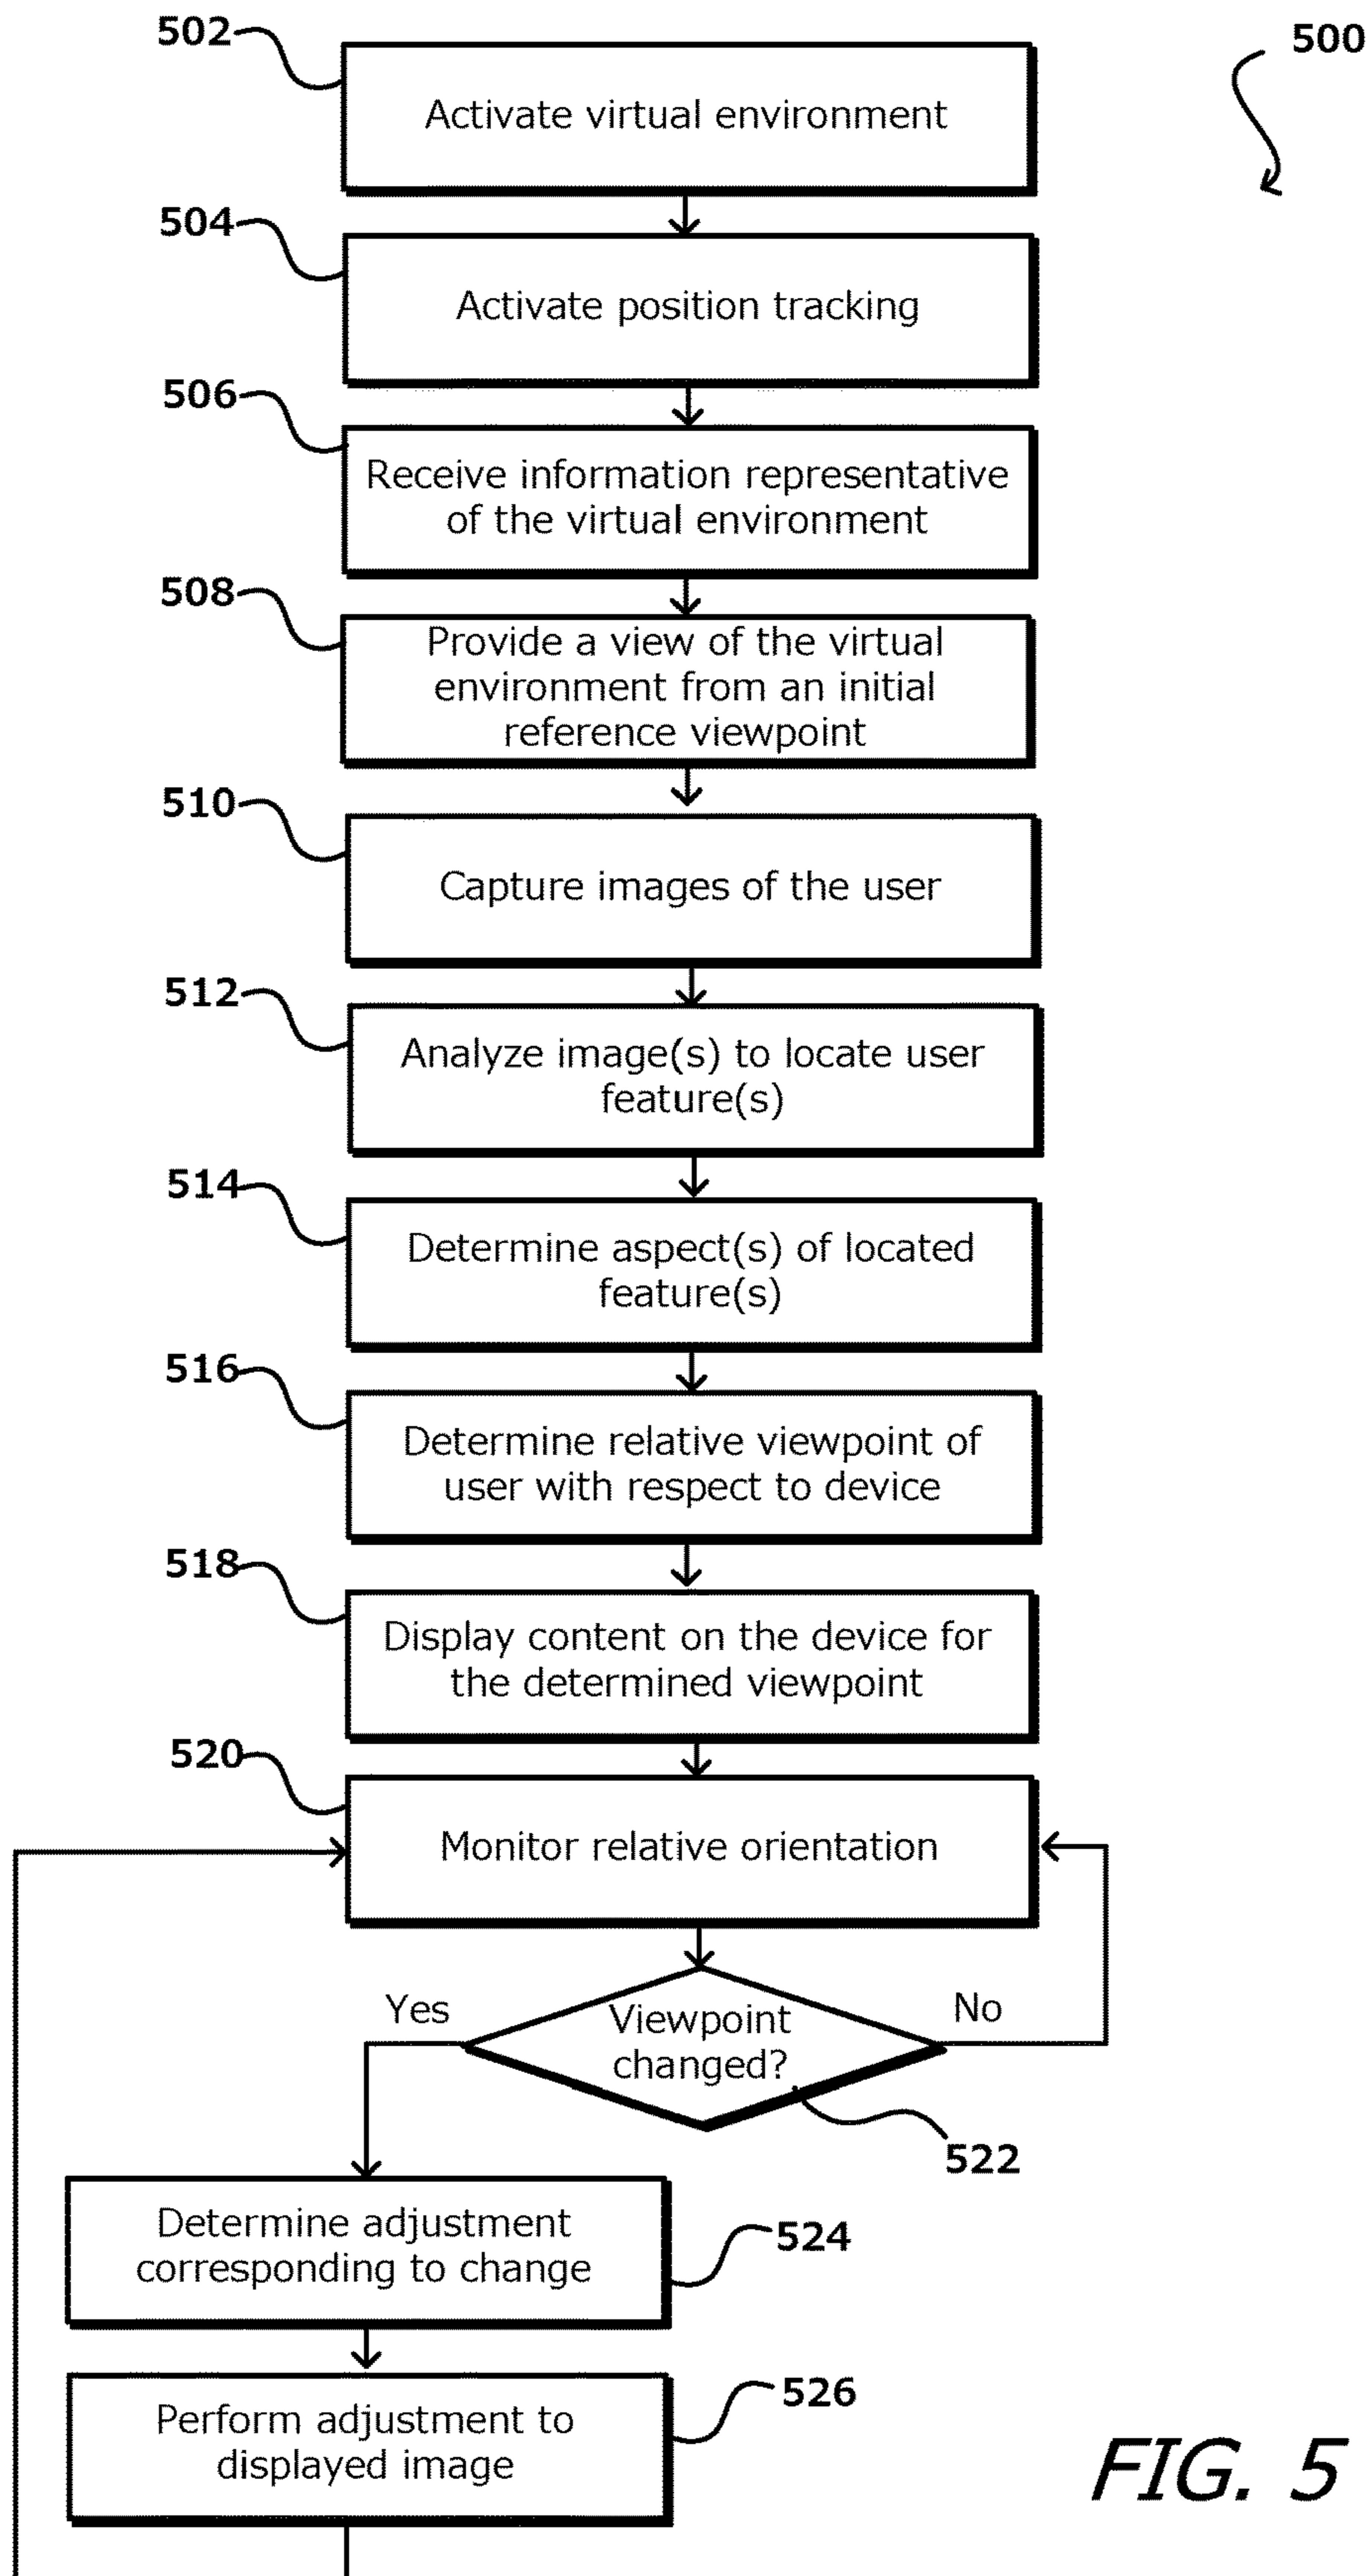 502
500
Activate virtual environment
504
Activate position tracking
506
Receive information representative
of the virtual environment
508
Provide a view of the virtual
environment from an initial
reference viewpoint
510
Capture images of the user
512
Analyze image(s) to locate user
feature(s)
514
Determine aspect(s) of located
feature(s)
516
Determine relative viewpoint of
user with respect to device
518
Display content on the device for
the determined viewpoint
520
Monitor relative orientation
Yes
Viewpoint
changed?
No
522
Determine adjustment
corresponding to change
524
Perform adjustment to
displayed image
526
FIG. 5